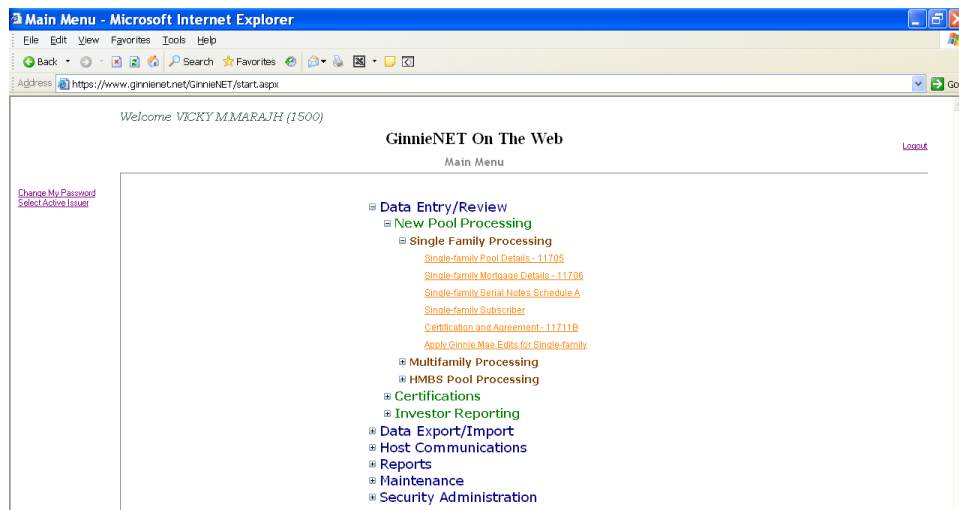 Main Menu - Microsoft Internet Explorer
File Edit View Favorites Tools Help
Back Search Favorites
Address https://www.ginnienet.net/GinnieNET/start.aspx Go
Welcome VICKY M.MARAJH (1500)
GinnieNET On The Web
Logout
Main Menu
Change My Password
Select Active Issuer
Data Entry/Review
New Pool Processing
Single Family Processing
Single-family Pool Details - 11705
Single-family Mortgage Details - 11706
Single-family Serial Notes Schedule A
Single-family Subscriber
Certification and Agreement - 11711B
Apply Ginnie Mae Edits for Single-family
Multifamily Processing
HMBS Pool Processing
Certifications
Investor Reporting
Data Export/Import
Host Communications
Reports
Maintenance
Security Administration